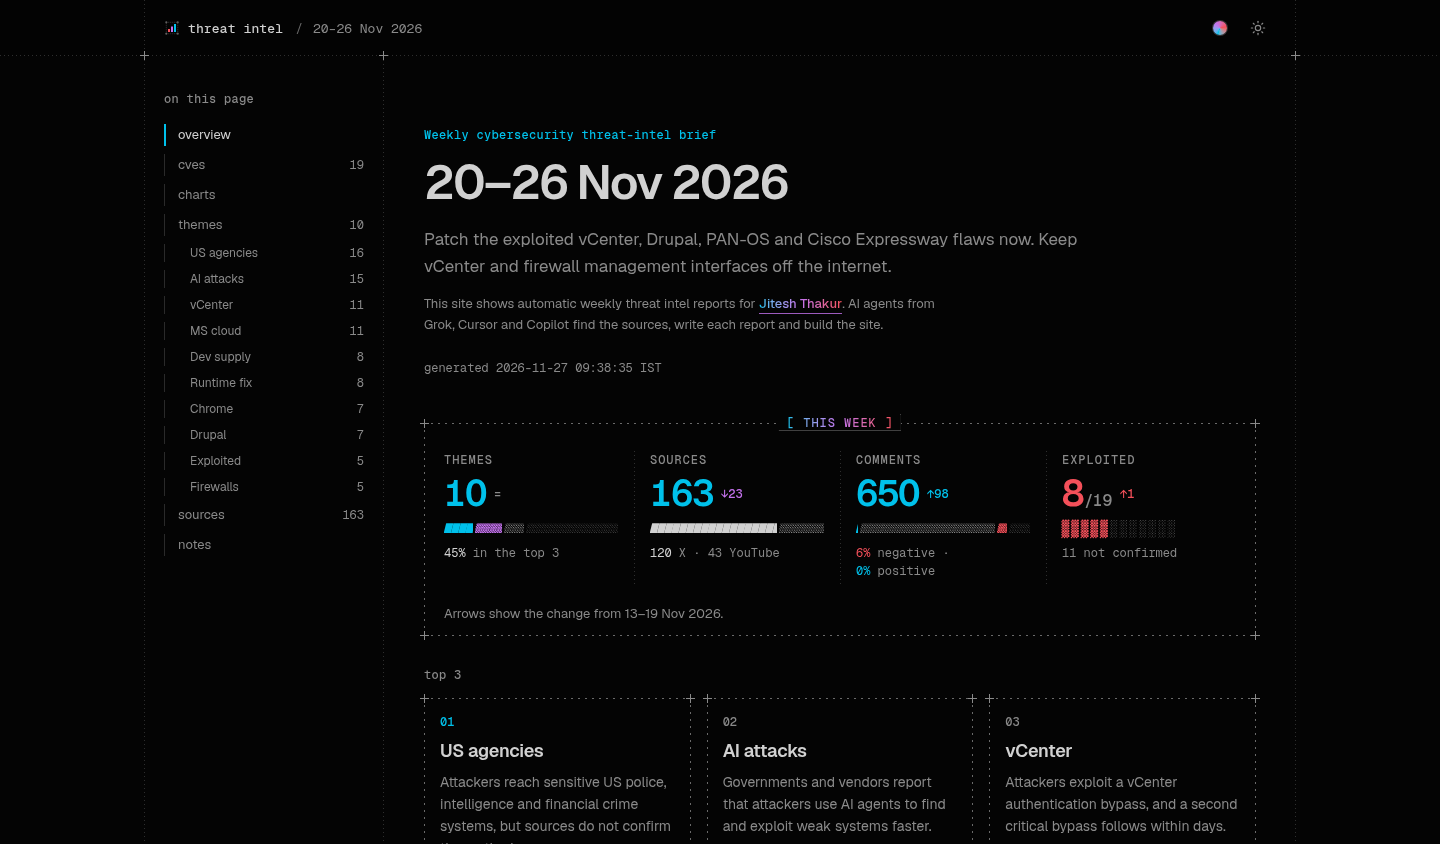 threat intel / 20–26 Nov 2026
on this page
overview
cves 19
charts
themes 10
US agencies 16
AI attacks 15
vCenter 11
MS cloud 11
Dev supply 8
Runtime fix 8
Chrome 7
Drupal 7
Exploited 5
Firewalls 5
sources 163
notes
Weekly cybersecurity threat-intel brief
20–26 Nov 2026
Patch the exploited vCenter, Drupal, PAN-OS and Cisco Expressway flaws now. Keep
vCenter and firewall management interfaces off the internet.
This site shows automatic weekly threat intel reports for Jitesh Thakur. AI agents from
Grok, Cursor and Copilot find the sources, write each report and build the site.
generated 2026-11-27 09:38:35 IST
[ THIS WEEK ]
THEMES
10 =
45% in the top 3
SOURCES
163 ↓23
120 X · 43 YouTube
COMMENTS
650 ↑98
6% negative ·
0% positive
EXPLOITED
8/19 ↑1
11 not confirmed
Arrows show the change from 13–19 Nov 2026.
top 3
01
US agencies
Attackers reach sensitive US police,
intelligence and financial crime
systems, but sources do not confirm
02
AI attacks
Governments and vendors report
that attackers use AI agents to find
and exploit weak systems faster.
03
vCenter
Attackers exploit a vCenter
authentication bypass, and a second
critical bypass follows within days.